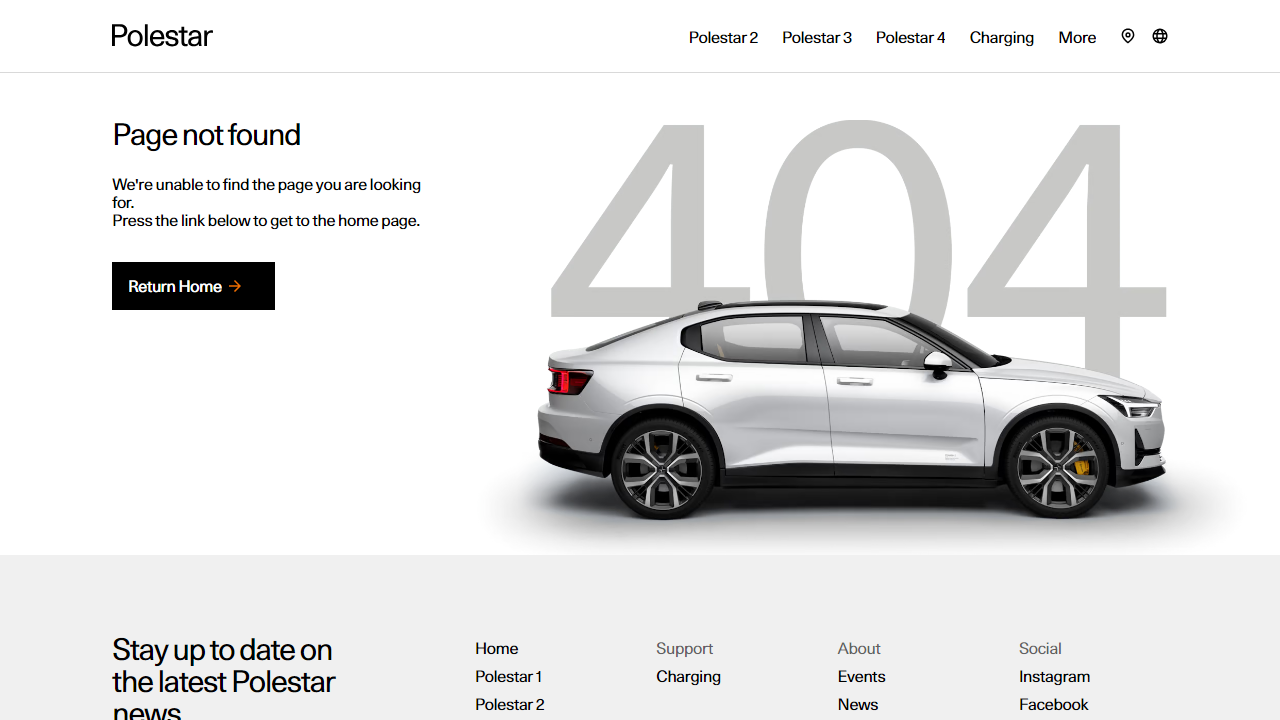 Polestar
Polestar 2
Polestar 3
Polestar 4
Charging
More
Page not found
404
We're unable to find the page you are looking
for.
Press the link below to get to the home page.
Return Home
Stay up to date on
the latest Polestar
news
Home
Polestar 1
Polestar 2
Support
Charging
About
Events
News
Social
Instagram
Facebook